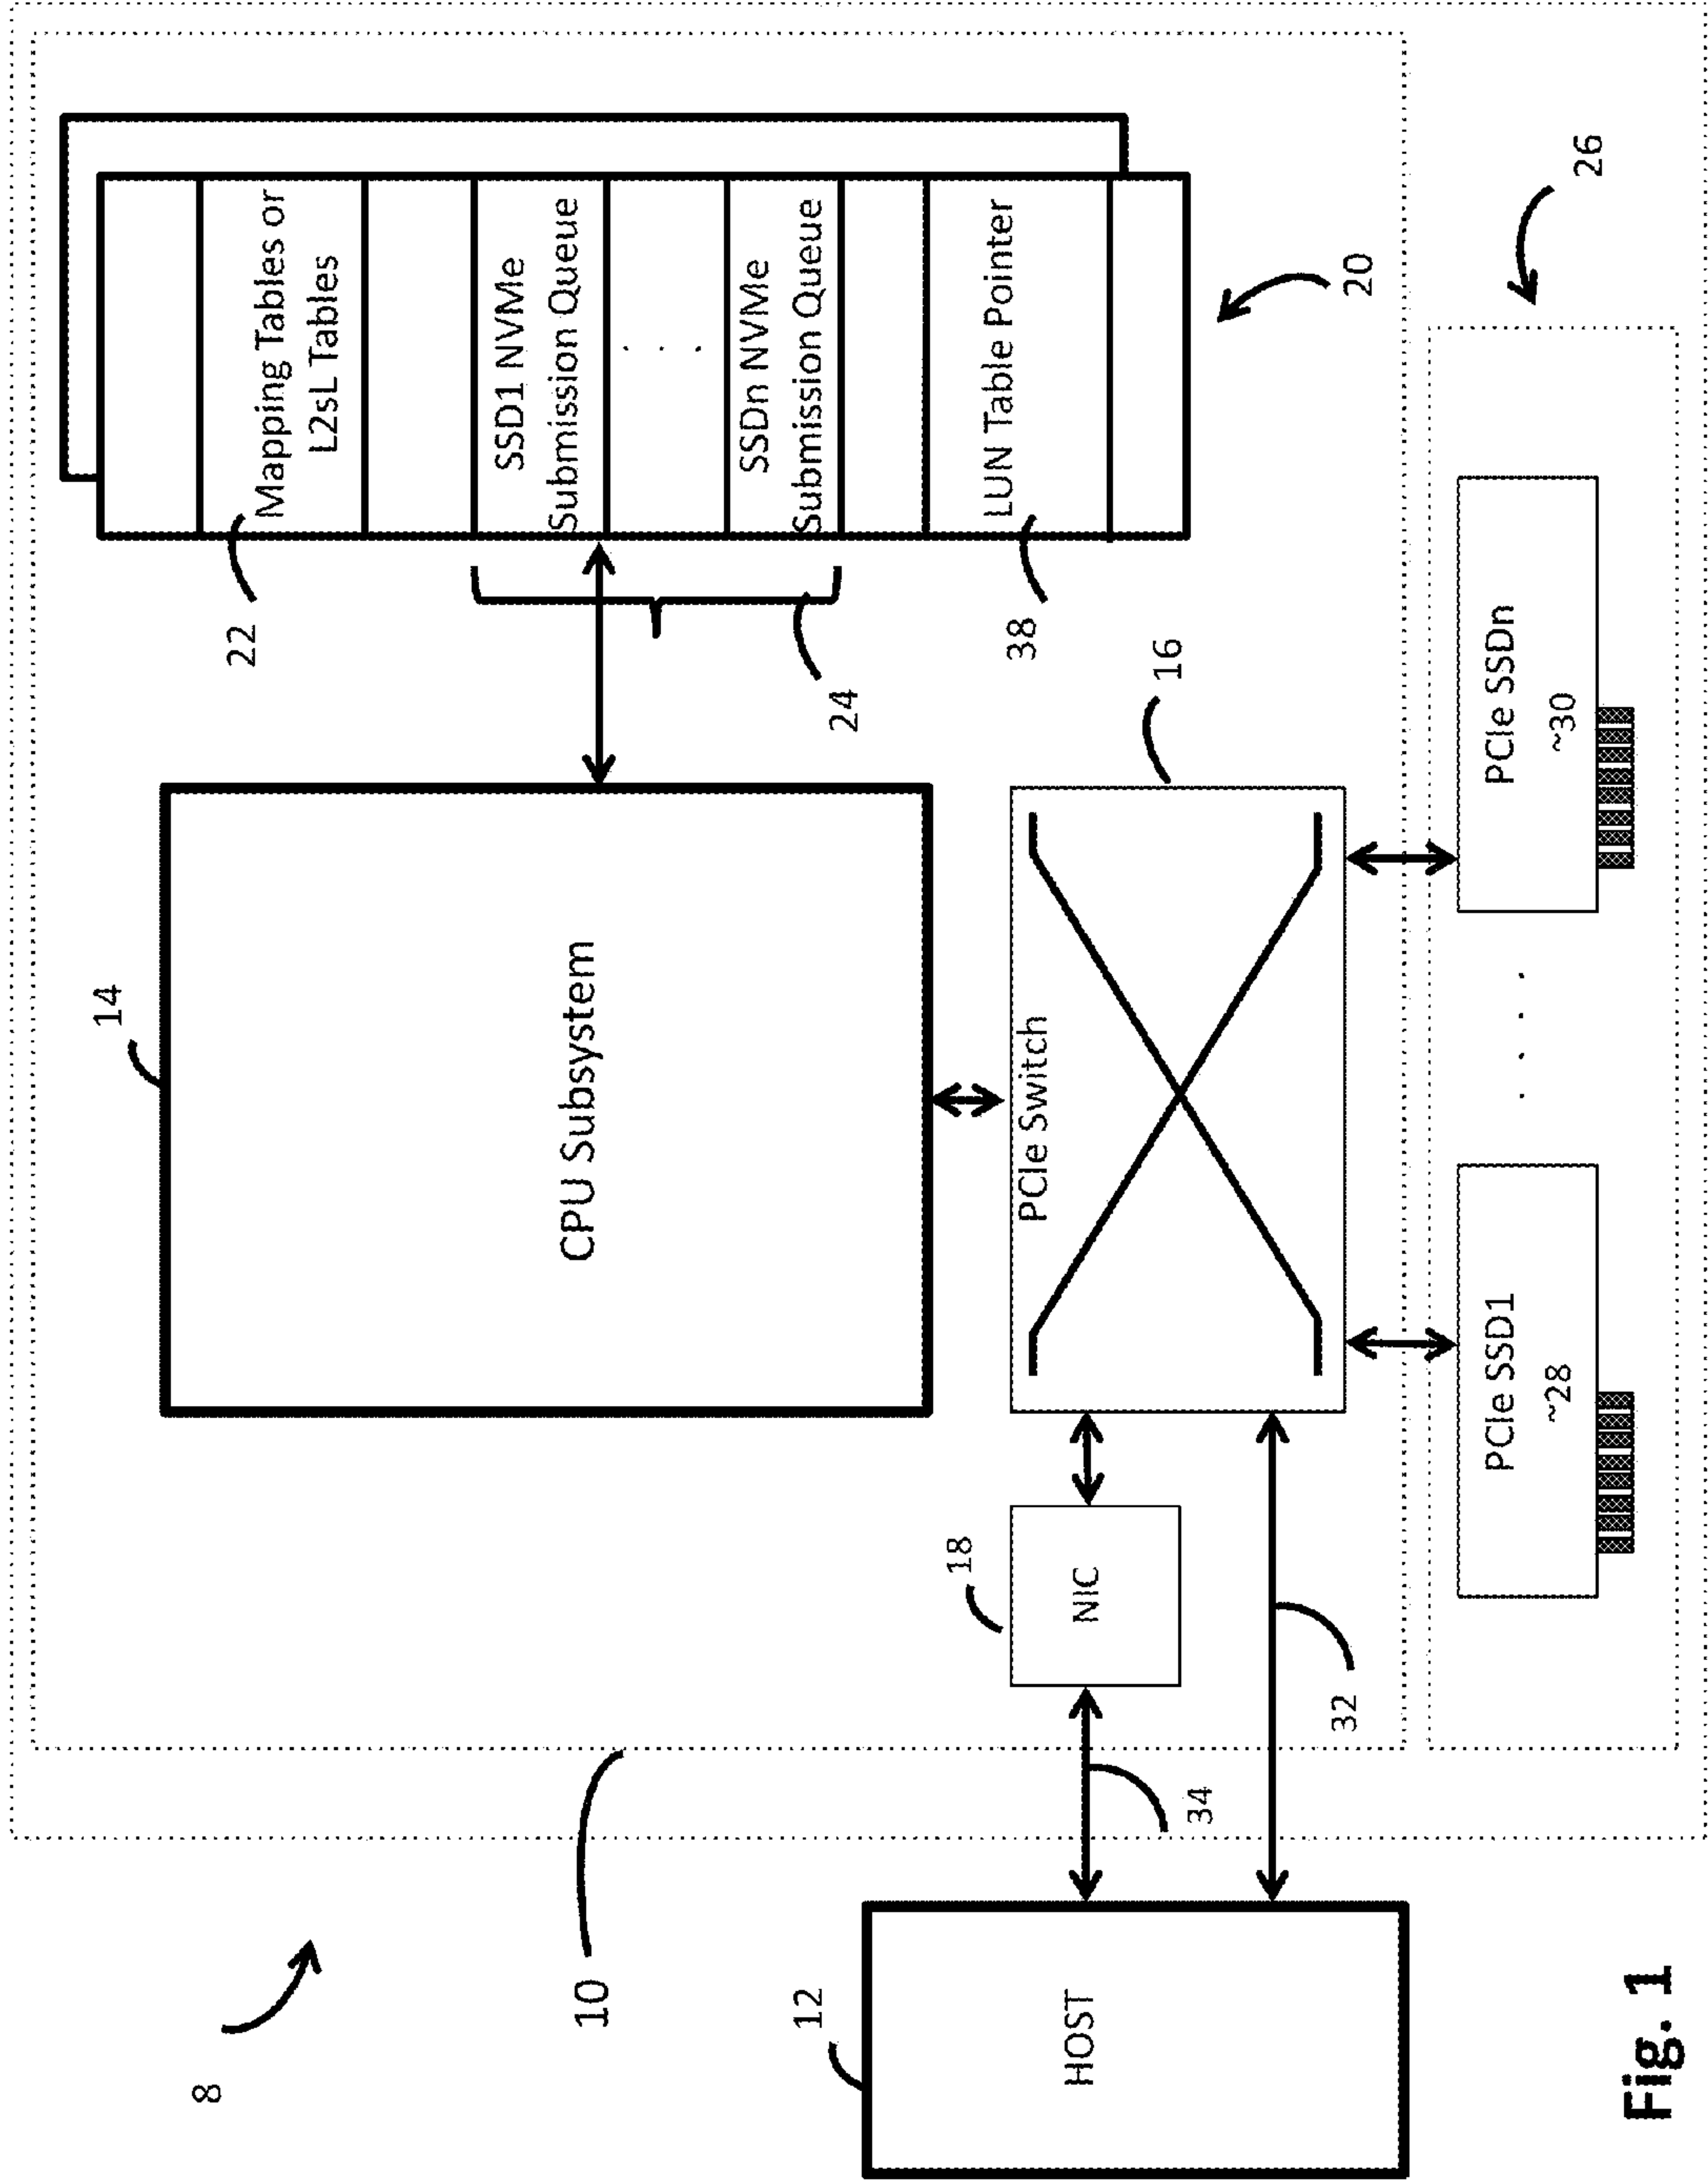 8
10
14
CPU Subsystem
22
Mapping Tables or
L2sL Tables
SSD1 NVMe
Submission Queue
. . .
SSDn NVMe
Submission Queue
24
38
LUN Table Pointer
20
12
HOST
18
NIC
34
32
16
PCIe Switch
26
PCIe SSD1
~28
. . . .
PCIe SSDn
~30
Fig. 1